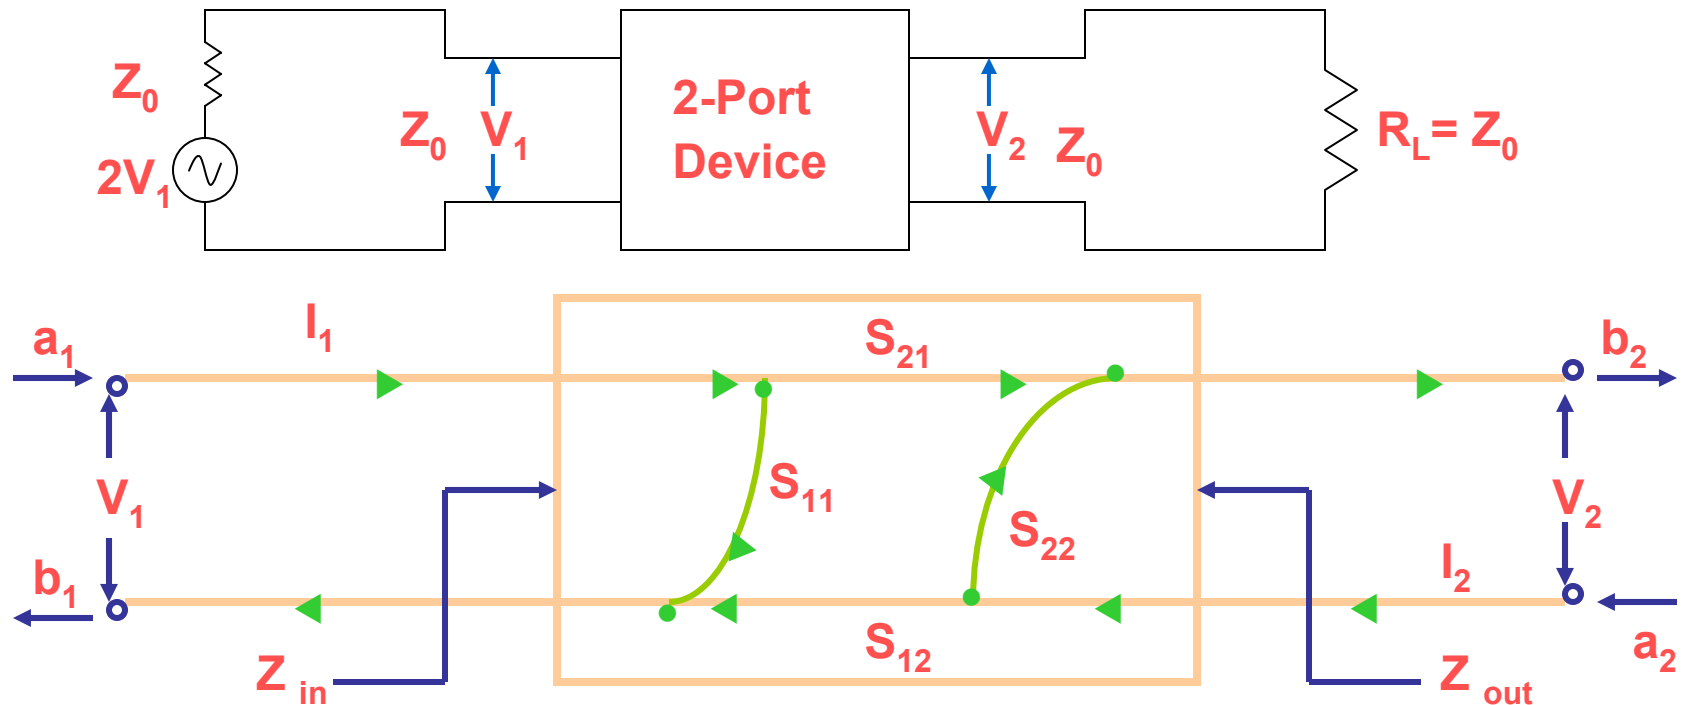 Z0
2V1
Z0
V1
2-Port
Device
V2
Z0
RL= Z0
a1
I1
S21
b2
V1
S11
S22
V2
b1
I2
S12
a2
Z in
Z out